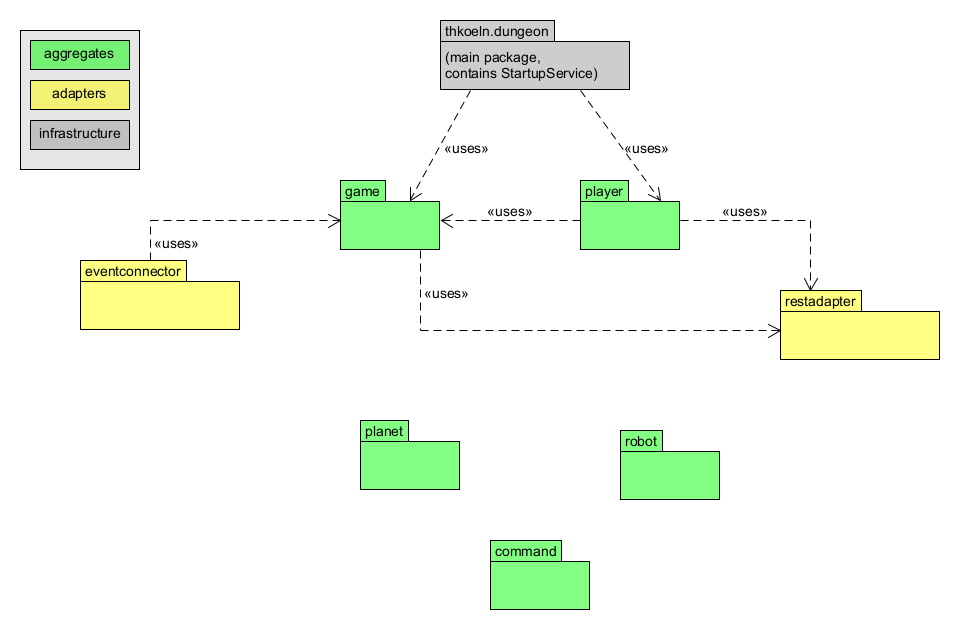 thkoeln.dungeon
(main package,
contains StartupService)
aggregates
adapters
infrastructure
«uses»
«uses»
game
player
«uses»
«uses»
«uses»
eventconnector
«uses»
restadapter
planet
robot
command